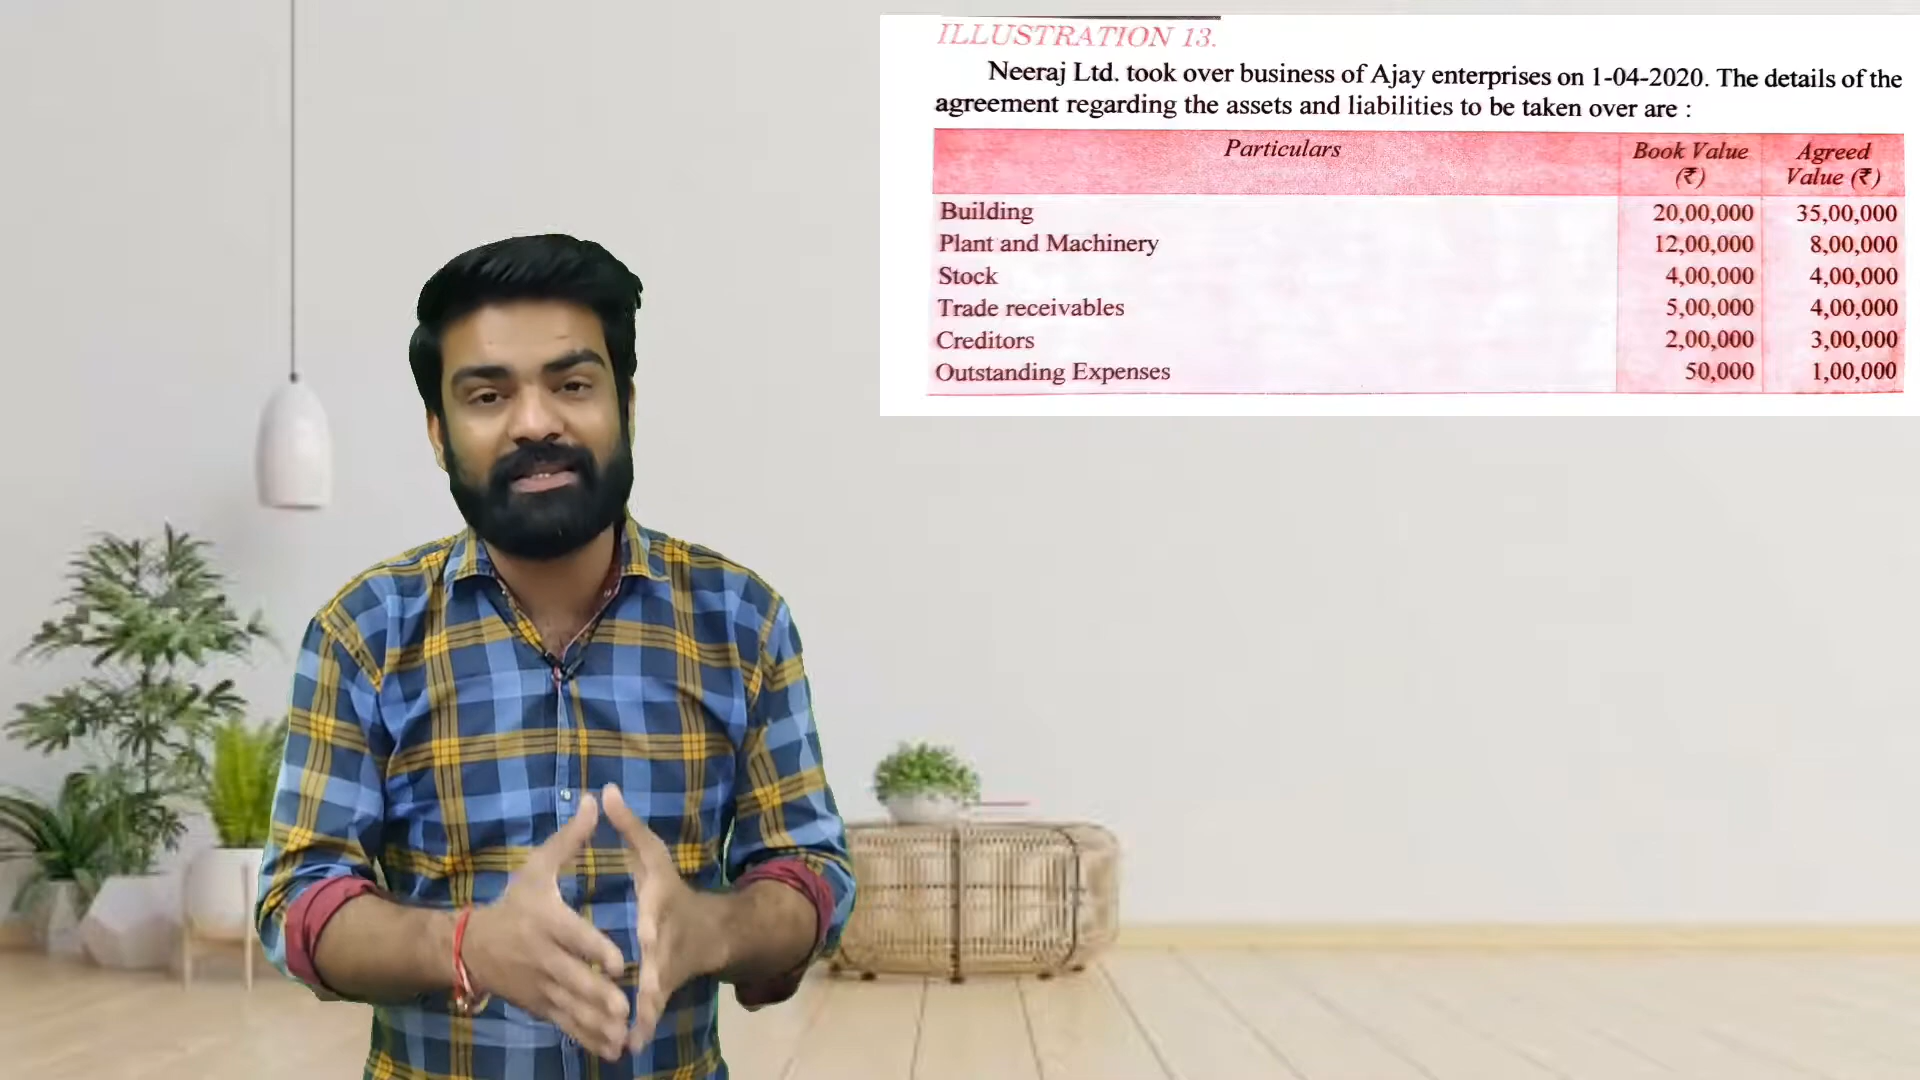 ILLUSTRATION 13.
Neeraj Ltd. took over business of Ajay enterprises on 1-04-2020. The details of the
agreement regarding the assets and liabilities to be taken over are :
Particulars Book Value (₹) Agreed Value (₹)
Building 20,00,000 35,00,000
Plant and Machinery 12,00,000 8,00,000
Stock 4,00,000 4,00,000
Trade receivables 5,00,000 4,00,000
Creditors 2,00,000 3,00,000
Outstanding Expenses 50,000 1,00,000